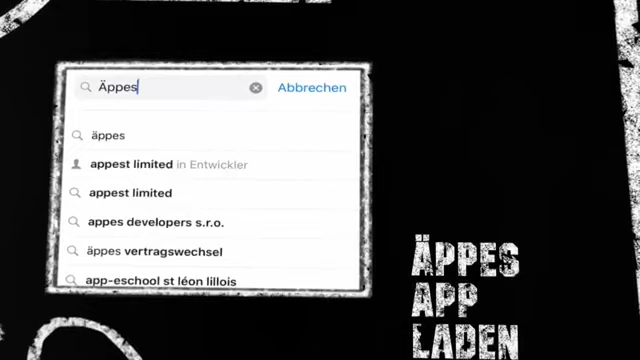 Äppes
Abbrechen
äppes
appest limited in Entwickler
appest limited
appes developers s.r.o.
äppes vertragswechsel
app-eschool st léon lillois
ÄPPES
APP
LADEN